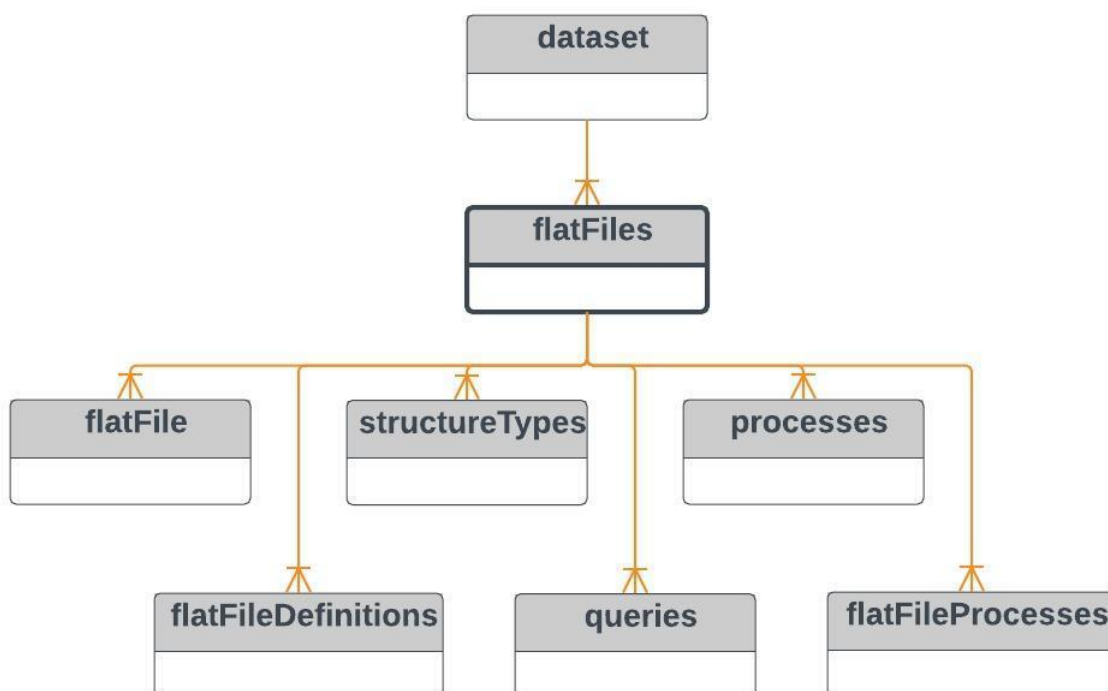 dataset
flatFiles
flatFile
structureTypes
processes
flatFileDefinitions
queries
flatFileProcesses